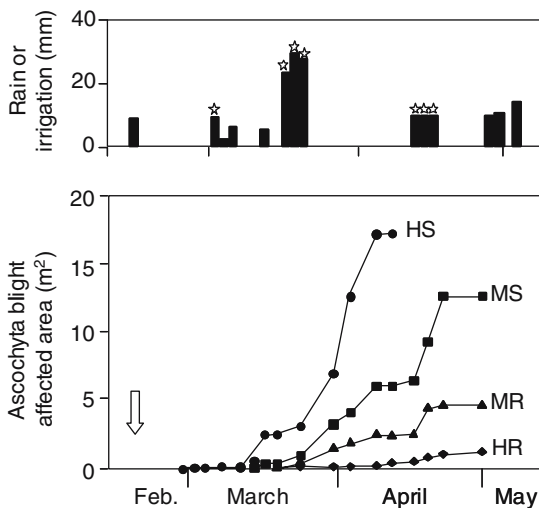 Rain or
irrigation (mm)
40
20
0
Ascochyta blight
affected area (m²)
20
15
10
5
0
HS
MS
MR
HR
Feb.
March
April
May